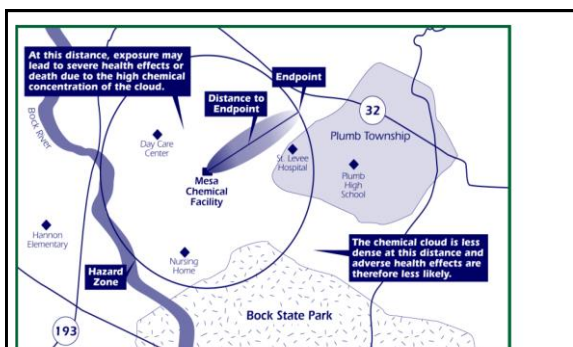 At this distance, exposure may
lead to severe health effects or
death due to the high chemical
concentration of the cloud.
Endpoint
Distance to
Endpoint
32
Plumb Township
Bock River
Day Care
Center
St. Levee
Hospital
Plumb
High
School
Mesa
Chemical
Facility
Hannon
Elementary
Nursing
Home
The chemical cloud is less
dense at this distance and
adverse health effects are
therefore less likely.
Hazard
Zone
Bock State Park
193